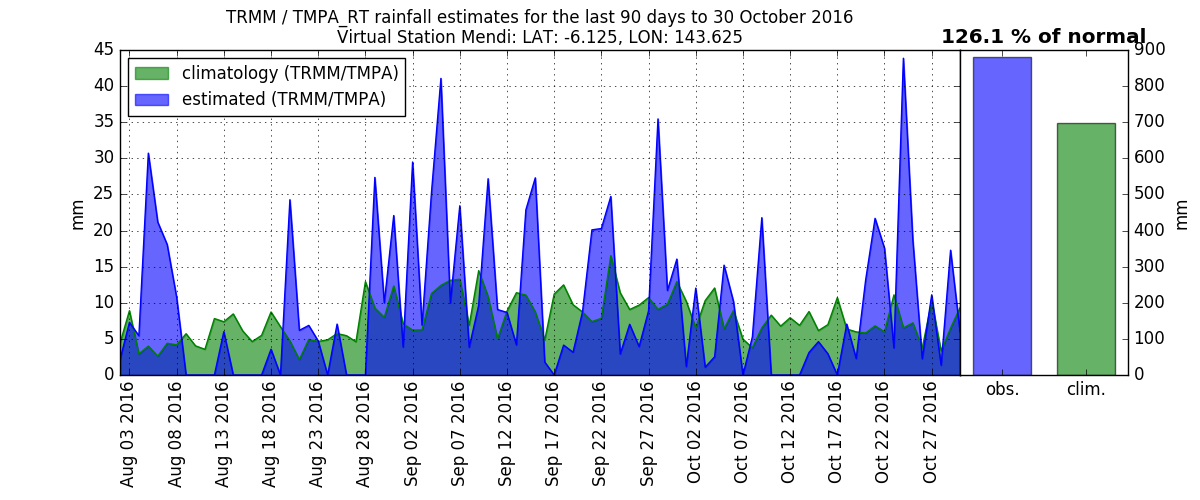 TRMM / TMPA_RT rainfall estimates for the last 90 days to 30 October 2016
Virtual Station Mendi: LAT: -6.125, LON: 143.625
126.1 % of normal
climatology (TRMM/TMPA)
estimated (TRMM/TMPA)
mm
45
40
35
30
25
20
15
10
5
0
Aug 03 2016
Aug 08 2016
Aug 13 2016
Aug 18 2016
Aug 23 2016
Aug 28 2016
Sep 02 2016
Sep 07 2016
Sep 12 2016
Sep 17 2016
Sep 22 2016
Sep 27 2016
Oct 02 2016
Oct 07 2016
Oct 12 2016
Oct 17 2016
Oct 22 2016
Oct 27 2016
900
800
700
600
500
400
300
200
100
0
mm
obs.
clim.